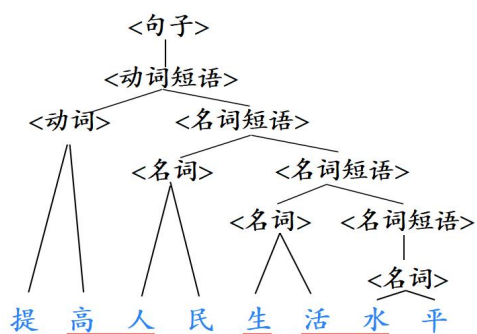 <句子>
<动词短语>
<动词> <名词短语>
<名词> <名词短语>
<名词> <名词短语>
<名词>
提 高 人 民 生 活 水 平